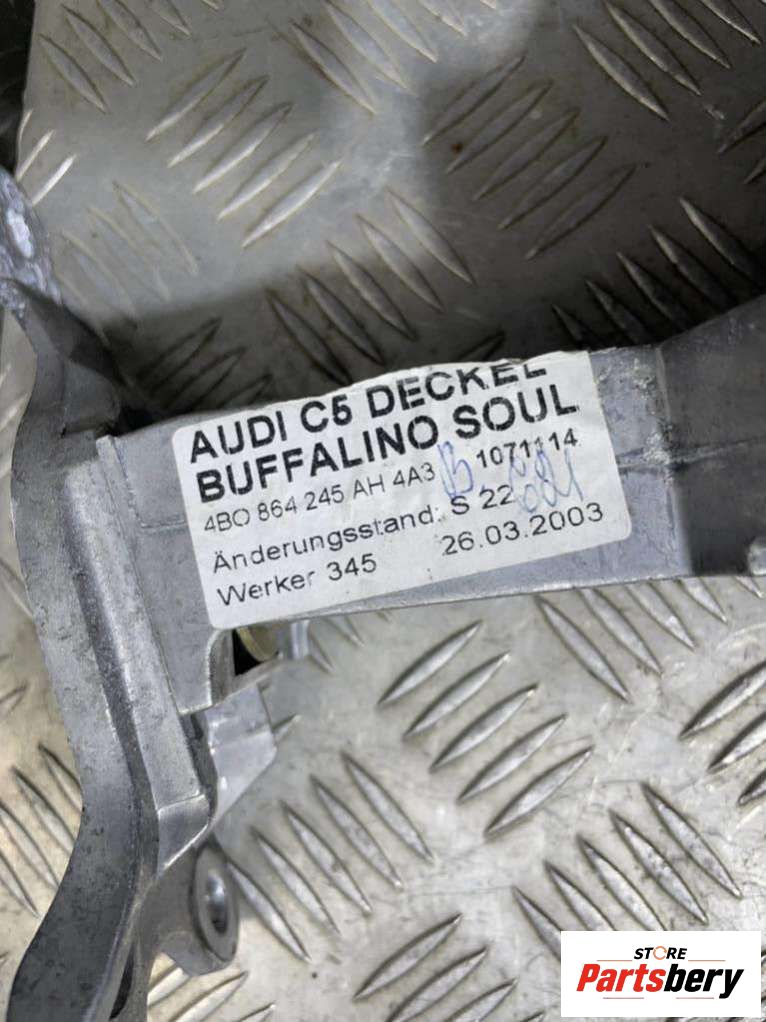 AUDI C5 DECKEL
BUFFALINO SOUL
4BO 864 245 AH 4A3 1071114
Änderungsstand: S 22
Werker 345 26.03.2003
STORE
Partsbery